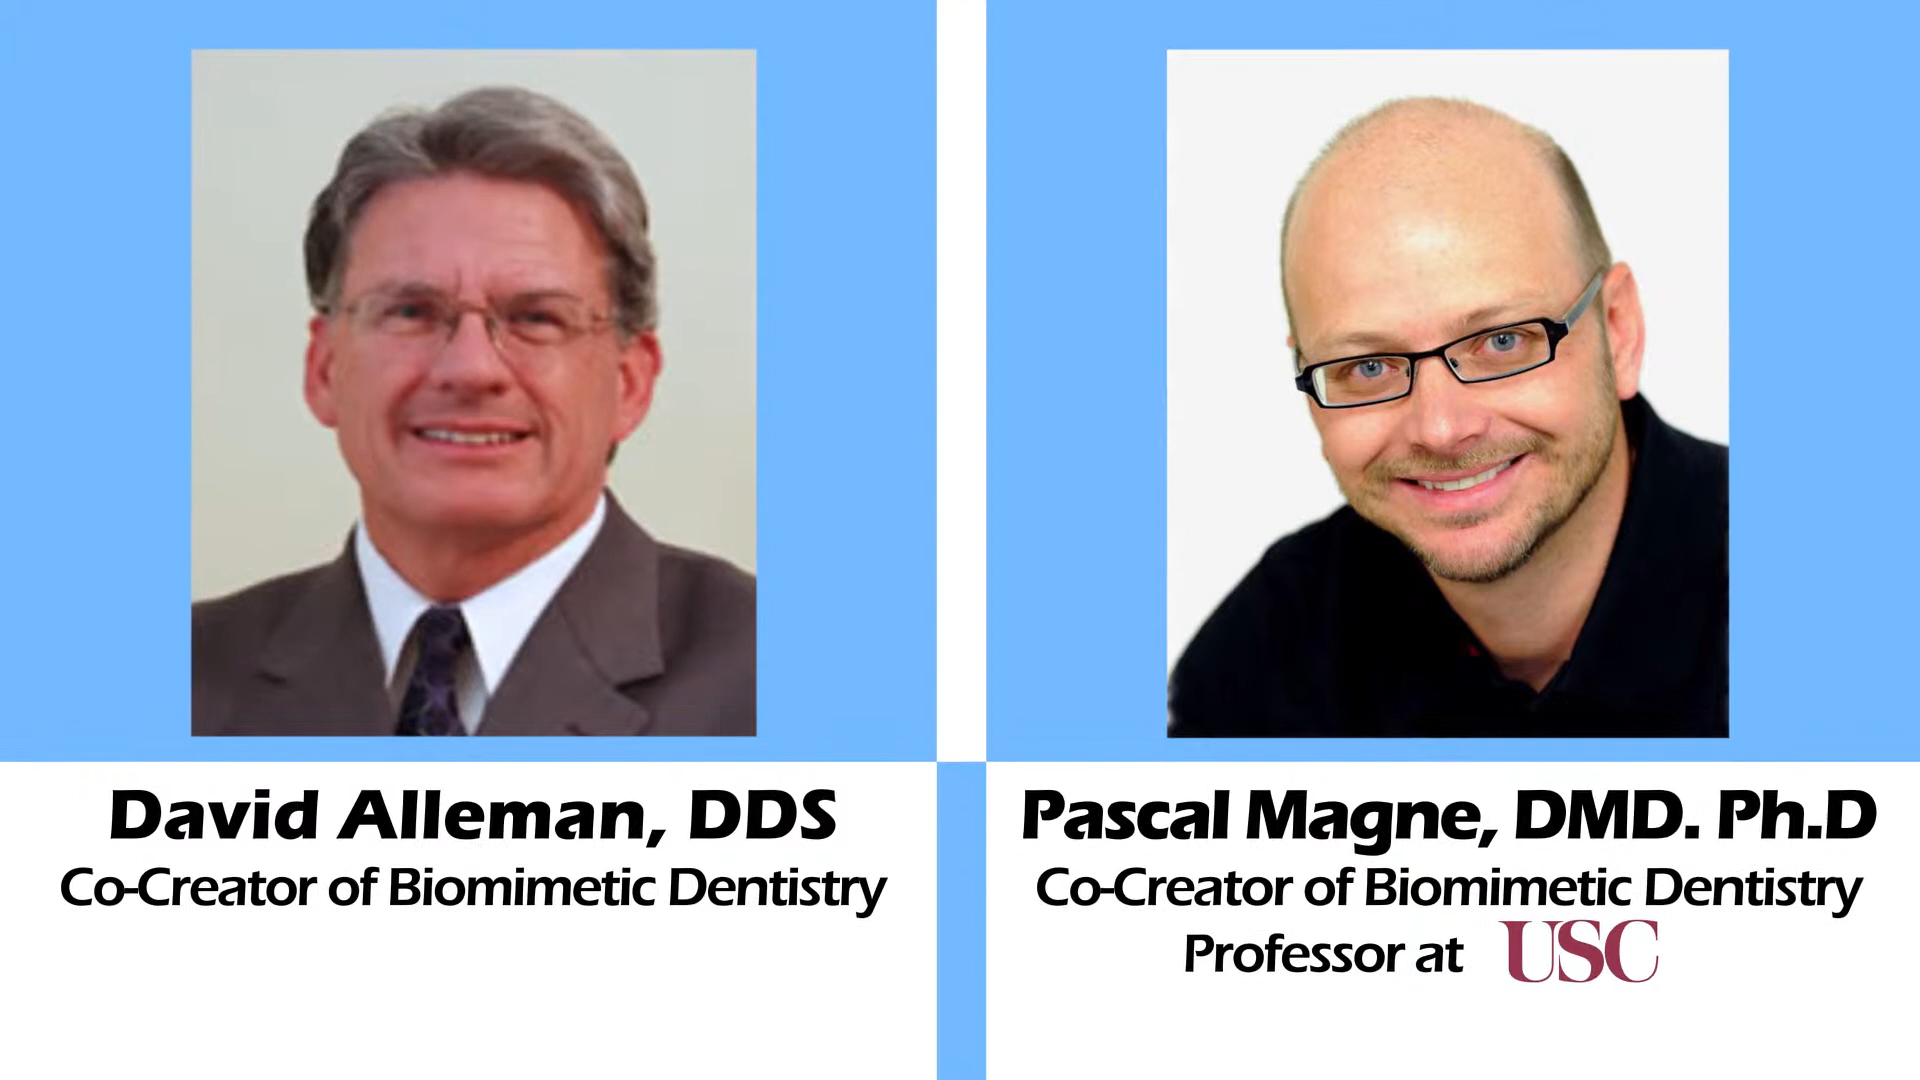 David Alleman, DDS
Co-Creator of Biomimetic Dentistry
Pascal Magne, DMD. Ph.D
Co-Creator of Biomimetic Dentistry
Professor at USC